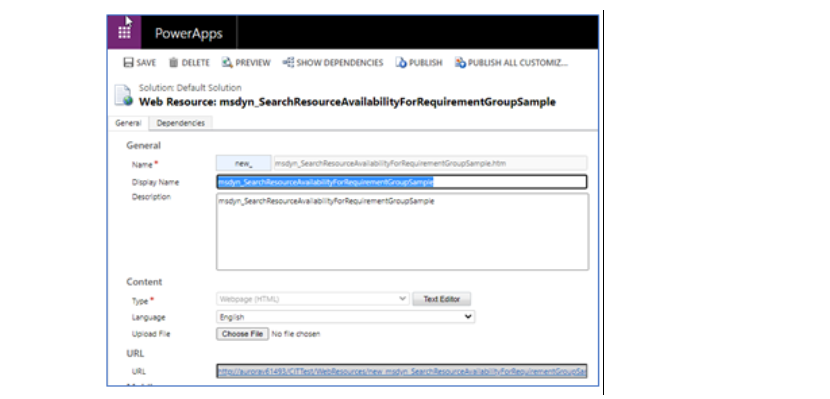 PowerApps
SAVE DELETE PREVIEW SHOW DEPENDENCIES PUBLISH PUBLISH ALL CUSTOMIZ...
Solution: Default Solution
Web Resource: msdyn_SearchResourceAvailabilityForRequirementGroupSample
General Dependencies
General
Name * new_ msdyn_SearchResourceAvailabilityForRequirementGroupSample.htm
Display Name msdyn_SearchResourceAvailabilityForRequirementGroupSample
Description msdyn_SearchResourceAvailabilityForRequirementGroupSample
Content
Type * Webpage (HTML) Text Editor
Language English
Upload File Choose File No file chosen
URL
URL http://aurorav61493/CITTest/WebResources/new_msdyn_SearchResourceAvailabilityForRequirementGroupSa